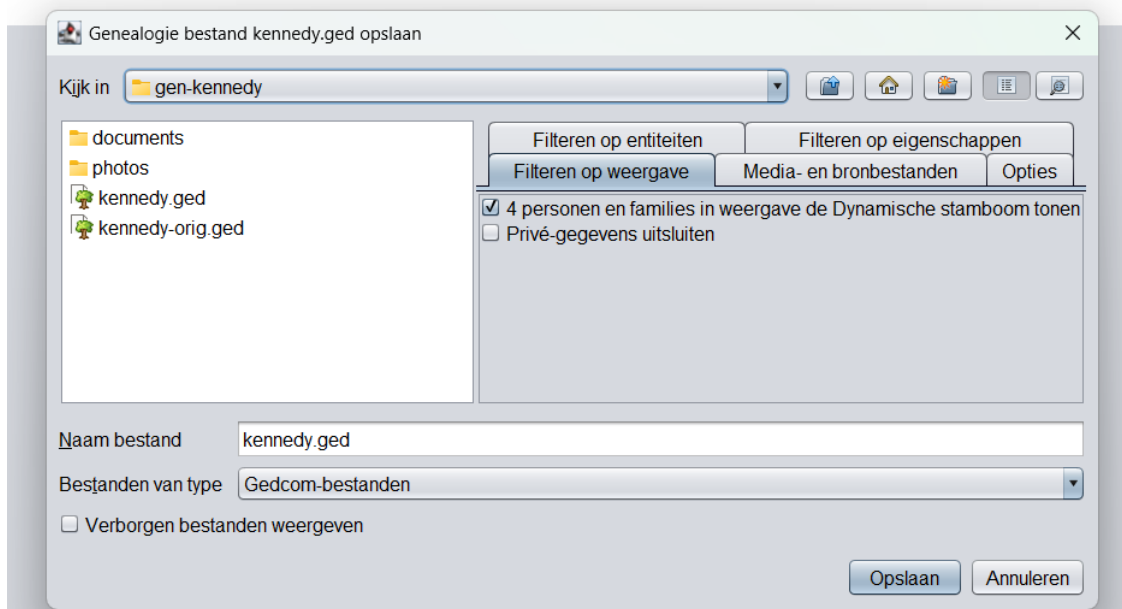 Genealogie bestand kennedy.ged opslaan
Kijk in gen-kennedy
documents
photos
kennedy.ged
kennedy-orig.ged
Filteren op entiteiten Filteren op eigenschappen
Filteren op weergave Media- en bronbestanden Opties
4 personen en families in weergave de Dynamische stamboom tonen
Privé-gegevens uitsluiten
Naam bestand kennedy.ged
Bestanden van type Gedcom-bestanden
Verborgen bestanden weergeven
Opslaan Annuleren